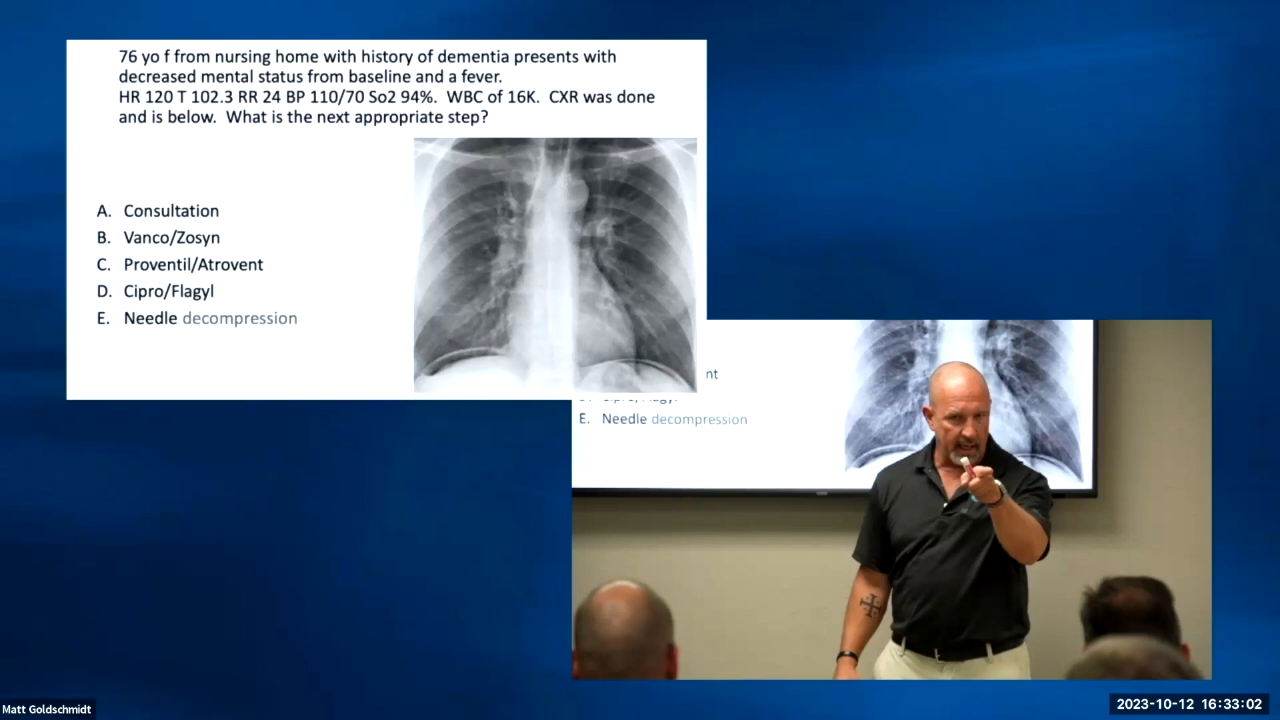 76 yo f from nursing home with history of dementia presents with
decreased mental status from baseline and a fever.
HR 120 T 102.3 RR 24 BP 110/70 So2 94%. WBC of 16K. CXR was done
and is below. What is the next appropriate step?
A. Consultation
B. Vanco/Zosyn
C. Proventil/Atrovent
D. Cipro/Flagyl
E. Needle decompression
nt
E. Needle decompression
Matt Goldschmidt
2023-10-12 16:33:02